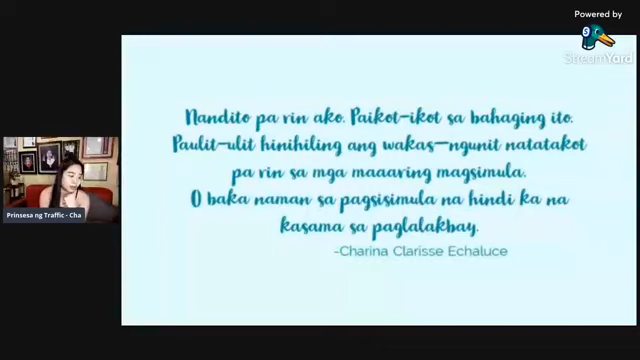 Powered by
StreamYard
Nandito pa rin ako. Paikot-ikot sa bahaging ito.
Paulit-ulit hinihiling ang wakas—ngunit natatakot
pa rin sa mga maaaring magsimula.
O baka naman sa pagsisimula na hindi ka na
kasama sa paglalakbay.
-Charina Clarisse Echaluce
Prinsesa ng Traffic - Cha